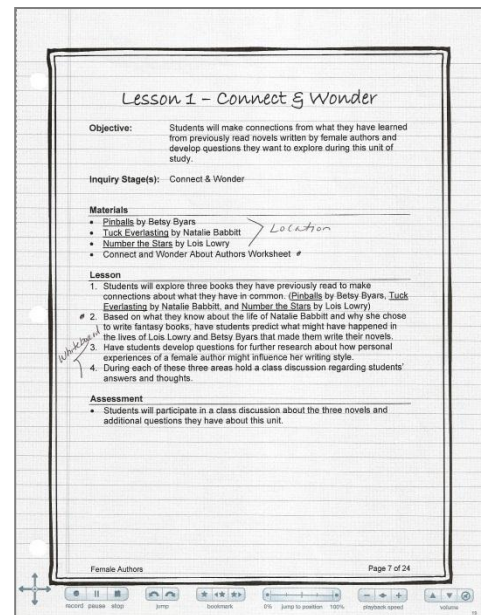 Lesson 1 – Connect & Wonder
Objective: Students will make connections from what they have learned
from previously read novels written by female authors and
develop questions they want to explore during this unit of
study.
Inquiry Stage(s): Connect & Wonder
Materials
• Pinballs by Betsy Byars
• Tuck Everlasting by Natalie Babbitt
Location
• Number the Stars by Lois Lowry
• Connect and Wonder About Authors Worksheet
Lesson
1. Students will explore three books they have previously read to make
connections about what they have in common. (Pinballs by Betsy Byars, Tuck
Everlasting by Natalie Babbitt, and Number the Stars by Lois Lowry)
2. Based on what they know about the life of Natalie Babbitt and why she chose
to write fantasy books, have students predict what might have happened in
the lives of Lois Lowry and Betsy Byars that made them write their novels.
Whiteboard
3. Have students develop questions for further research about how personal
experiences of a female author might influence her writing style.
4. During each of these three areas hold a class discussion regarding students'
answers and thoughts.
Assessment
• Students will participate in a class discussion about the three novels and
additional questions they have about this unit.
Female Authors Page 7 of 24
record pause stop jump bookmark 0% jump to position 100% playback speed volume